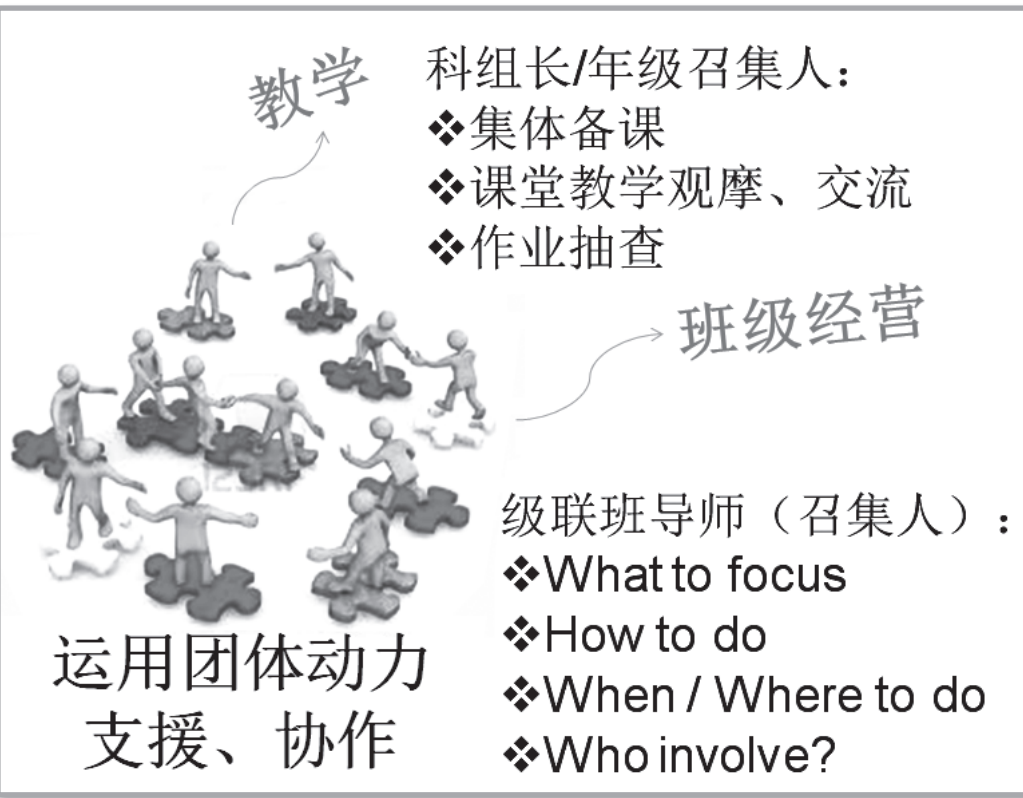 教学
科组长/年级召集人：
❖集体备课
❖课堂教学观摩、交流
❖作业抽查
班级经营
级联班导师（召集人）：
❖What to focus
❖How to do
❖When / Where to do
❖Who involve?
运用团体动力
支援、协作